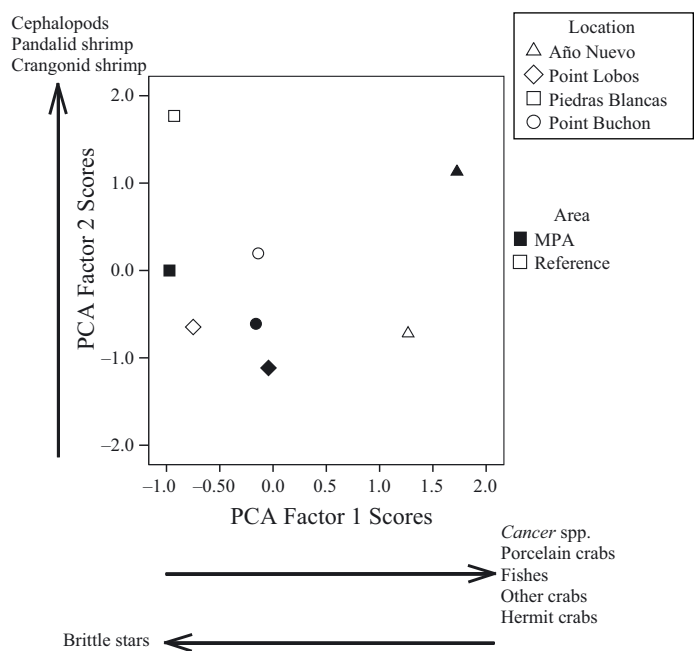 Cephalopods
Pandalid shrimp
Crangonid shrimp
Location
Año Nuevo
Point Lobos
Piedras Blancas
Point Buchon
Area
MPA
Reference
PCA Factor 2 Scores
2.0
1.0
0.0
–1.0
–2.0
–1.0 –0.50 0.0 0.5 1.0 1.5 2.0
PCA Factor 1 Scores
Cancer spp.
Porcelain crabs
Fishes
Other crabs
Hermit crabs
Brittle stars